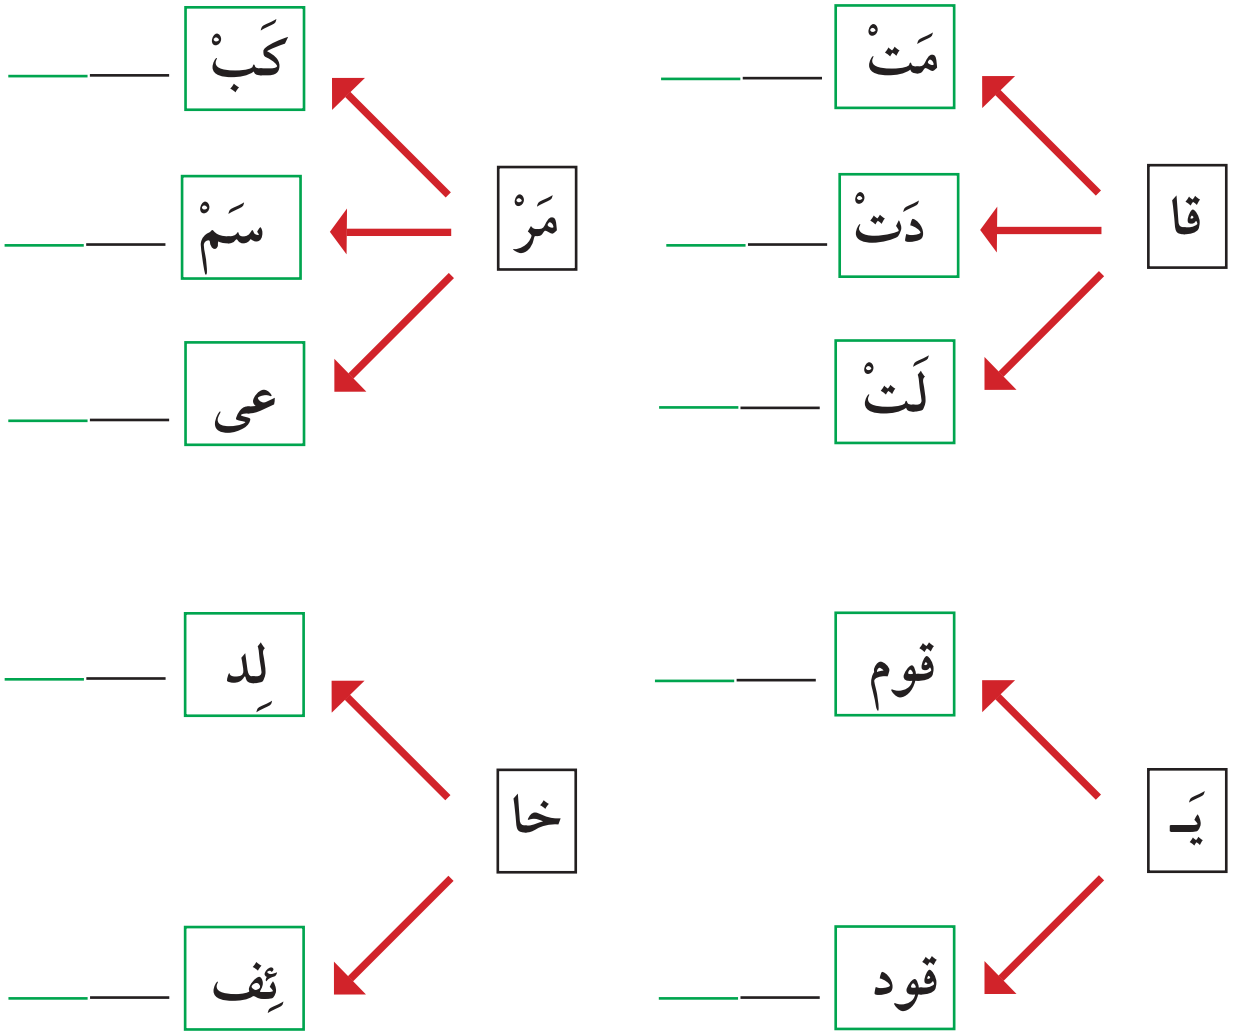 مَتْ
قا
دَتْ
لَتْ
كَبْ
مَرْ
سَمْ
عى
قوم
يَـ
قود
لِد
خا
ئِف